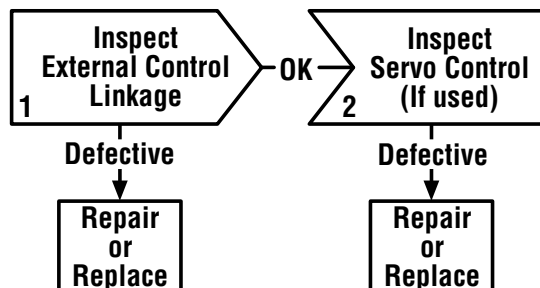 Inspect
External Control
Linkage
1
OK
Inspect
Servo Control
(If used)
2
Defective
Defective
Repair
or
Replace
Repair
or
Replace